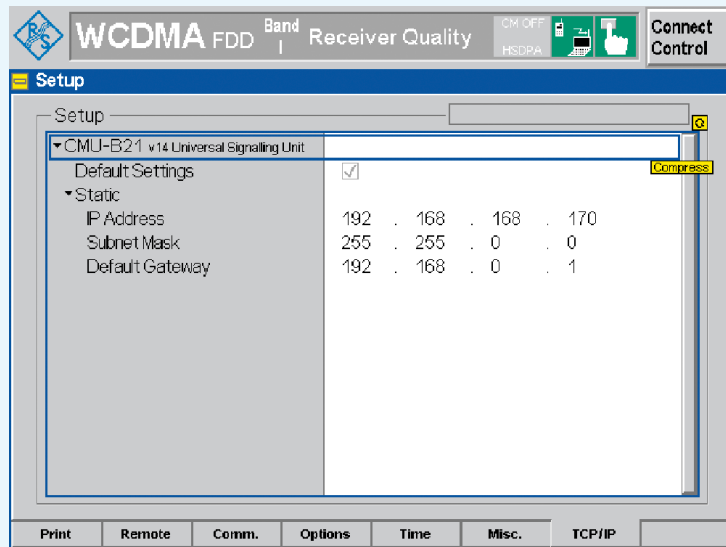 R&S WCDMA FDD Band I Receiver Quality CM OFF HSDPA Connect Control
Setup
Setup
CMU-B21 v14 Universal Signalling Unit
Compress
Default Settings
Static
IP Address 192 . 168 . 168 . 170
Subnet Mask 255 . 255 . 0 . 0
Default Gateway 192 . 168 . 0 . 1
Print Remote Comm. Options Time Misc. TCP/IP